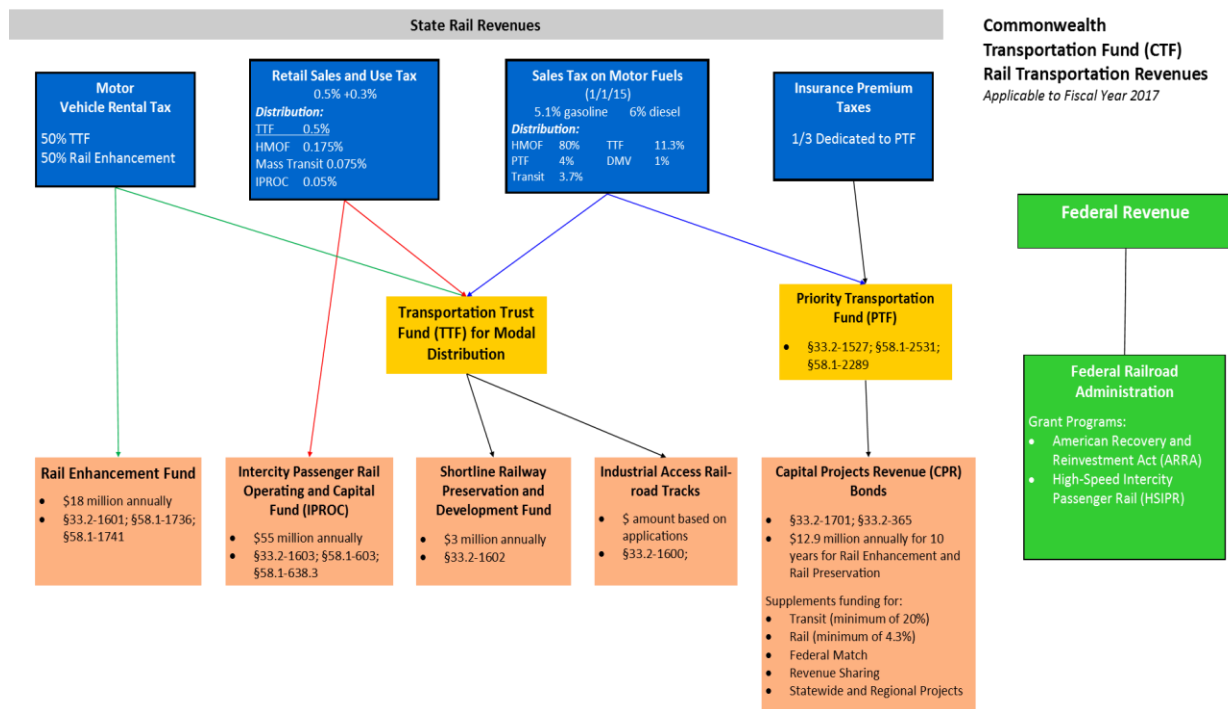 State Rail Revenues
Commonwealth
Transportation Fund (CTF)
Rail Transportation Revenues
Applicable to Fiscal Year 2017
Motor
Vehicle Rental Tax
50% TTF
50% Rail Enhancement
Retail Sales and Use Tax
0.5% +0.3%
Distribution:
TTF 0.5%
HMOF 0.175%
Mass Transit 0.075%
IPROC 0.05%
Sales Tax on Motor Fuels
(1/1/15)
5.1% gasoline 6% diesel
Distribution:
HMOF 80% TTF 11.3%
PTF 4% DMV 1%
Transit 3.7%
Insurance Premium
Taxes
1/3 Dedicated to PTF
Federal Revenue
Transportation Trust
Fund (TTF) for Modal
Distribution
Priority Transportation
Fund (PTF)
• §33.2-1527; §58.1-2531;
§58.1-2289
Federal Railroad
Administration
Grant Programs:
• American Recovery and
Reinvestment Act (ARRA)
• High-Speed Intercity
Passenger Rail (HSIPR)
Rail Enhancement Fund
• $18 million annually
• §33.2-1601; §58.1-1736;
§58.1-1741
Intercity Passenger Rail
Operating and Capital
Fund (IPROC)
• $55 million annually
• §33.2-1603; §58.1-603;
§58.1-638.3
Shortline Railway
Preservation and
Development Fund
• $3 million annually
• §33.2-1602
Industrial Access Rail-
road Tracks
• $ amount based on
applications
• §33.2-1600;
Capital Projects Revenue (CPR)
Bonds
• §33.2-1701; §33.2-365
• $12.9 million annually for 10
years for Rail Enhancement and
Rail Preservation
Supplements funding for:
• Transit (minimum of 20%)
• Rail (minimum of 4.3%)
• Federal Match
• Revenue Sharing
• Statewide and Regional Projects